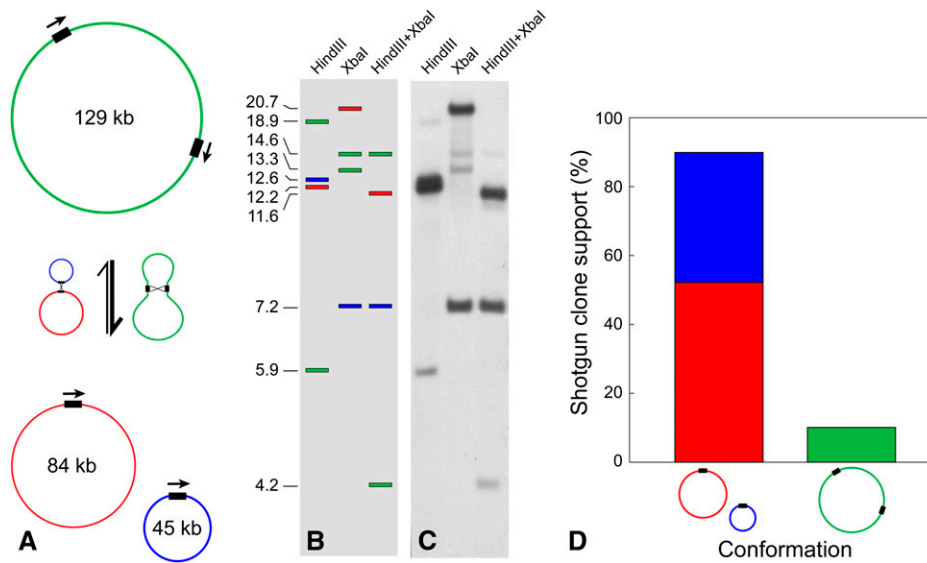 129 kb
84 kb
45 kb
A
HindIII
XbaI
HindIII+XbaI
20.7
18.9
14.6
13.3
12.6
12.2
11.6
7.2
5.9
4.2
B
HindIII
XbaI
HindIII+XbaI
C
Shotgun clone support (%)
100
80
60
40
20
0
D
Conformation